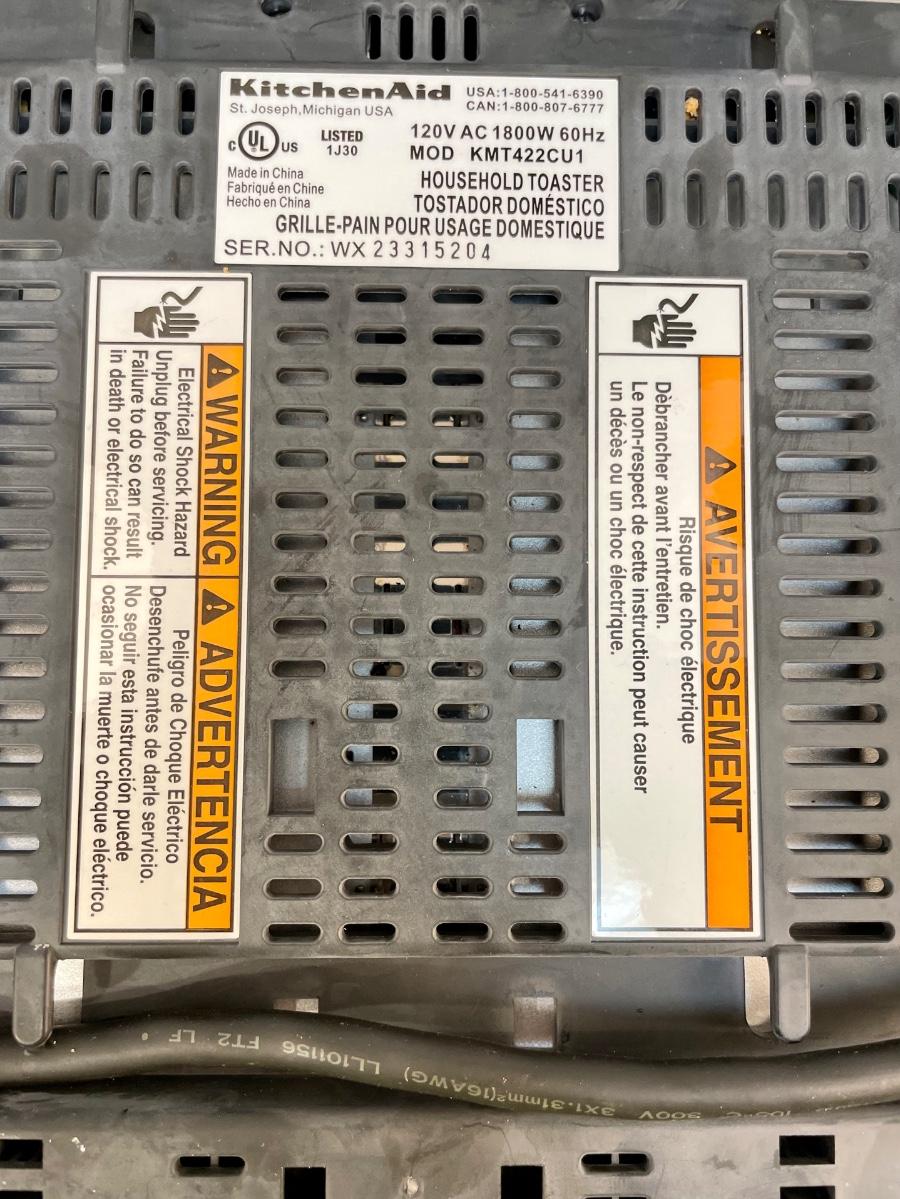 KitchenAid
USA:1-800-541-6390
St. Joseph,Michigan USA
CAN:1-800-807-6777
C UL US
LISTED
1J30
120V AC 1800W 60Hz
MOD KMT422CU1
Made in China
Fabriqué en Chine
Hecho en China
HOUSEHOLD TOASTER
TOSTADOR DOMÉSTICO
GRILLE-PAIN POUR USAGE DOMESTIQUE
SER.NO.: WX 23315204
WARNING
Electrical Shock Hazard
Unplug before servicing.
Failure to do so can result
in death or electrical shock.
ADVERTENCIA
Peligro de Choque Eléctrico
Desenchufe antes de darle servicio.
No seguir esta instrucción puede
ocasionar la muerte o choque eléctrico.
AVERTISSEMENT
Risque de choc électrique
Dèbrancher avant l'entretien.
Le non-respect de cette instruction peut causer
un décès ou un choc électrique.
300V 3X1.31mm²(16AWG) LL101156 FT2 LF